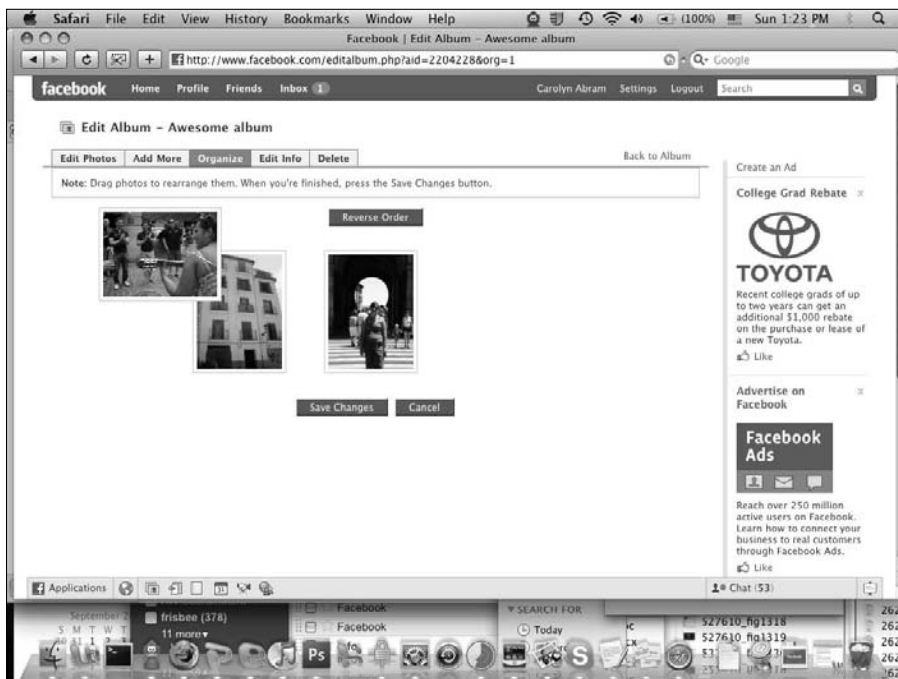 Safari File Edit View History Bookmarks Window Help (100%) Sun 1:23 PM
Facebook | Edit Album – Awesome album
http://www.facebook.com/editalbum.php?aid=2204228&org=1
Google
facebook Home Profile Friends Inbox 1 Carolyn Abram Settings Logout Search
Edit Album – Awesome album
Edit Photos Add More Organize Edit Info Delete Back to Album
Note: Drag photos to rearrange them. When you're finished, press the Save Changes button.
Reverse Order
Save Changes Cancel
Create an Ad
College Grad Rebate x
TOYOTA
Recent college grads of up
to two years can get an
additional $1,000 rebate
on the purchase or lease of
a new Toyota.
Like
Advertise on
Facebook x
Facebook
Ads
Reach over 250 million
active users on Facebook.
Learn how to connect your
business to real customers
through Facebook Ads.
Like
Applications 31 Chat (53)
September
S M T W T
frisbee (378)
11 more
Facebook
Facebook
SEARCH FOR
Today
527610_fig1318
527610_fig1319
Ps
S
262
262
262
262